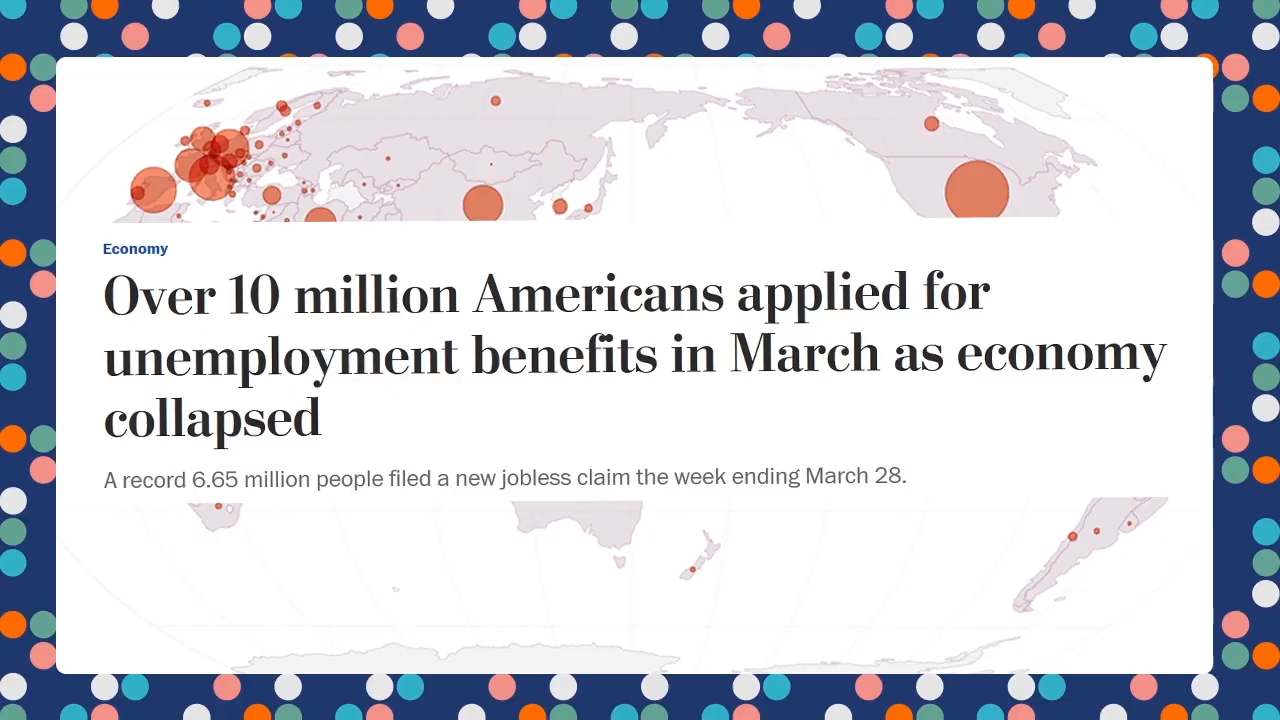 Economy
Over 10 million Americans applied for
unemployment benefits in March as economy
collapsed
A record 6.65 million people filed a new jobless claim the week ending March 28.